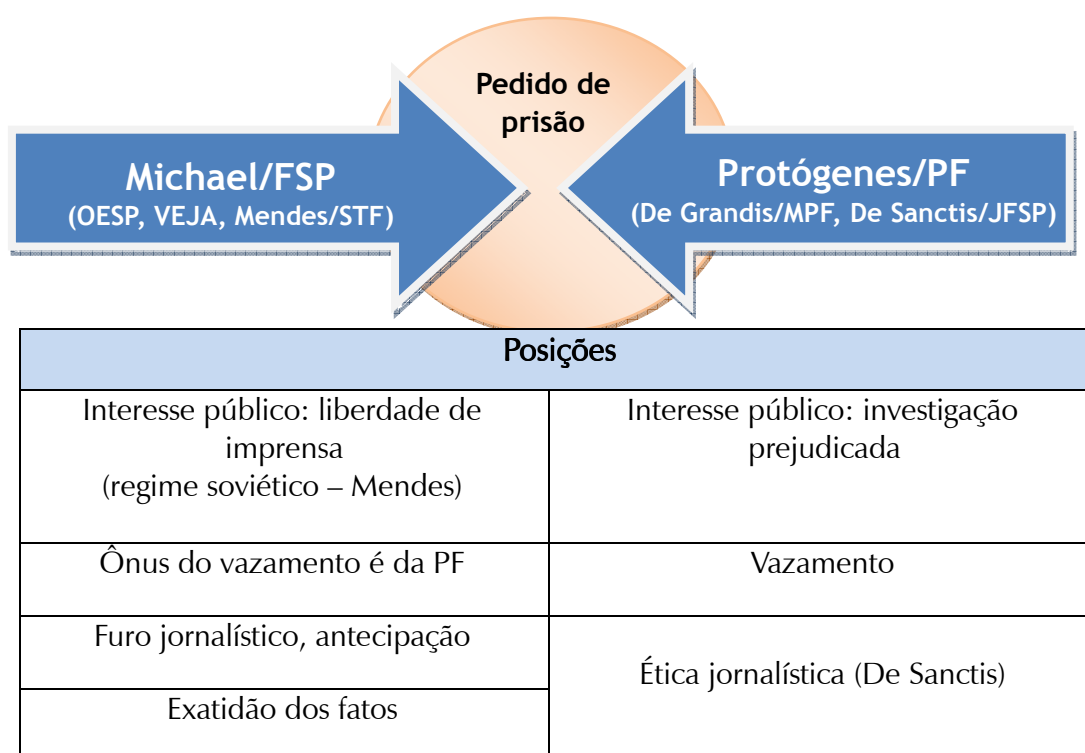 Pedido de
prisão
Michael/FSP
(OESP, VEJA, Mendes/STF)
Protógenes/PF
(De Grandis/MPF, De Sanctis/JFSP)
Posições
Interesse público: liberdade de
imprensa
(regime soviético – Mendes)
Interesse público: investigação
prejudicada
Ônus do vazamento é da PF
Vazamento
Furo jornalístico, antecipação
Ética jornalística (De Sanctis)
Exatidão dos fatos